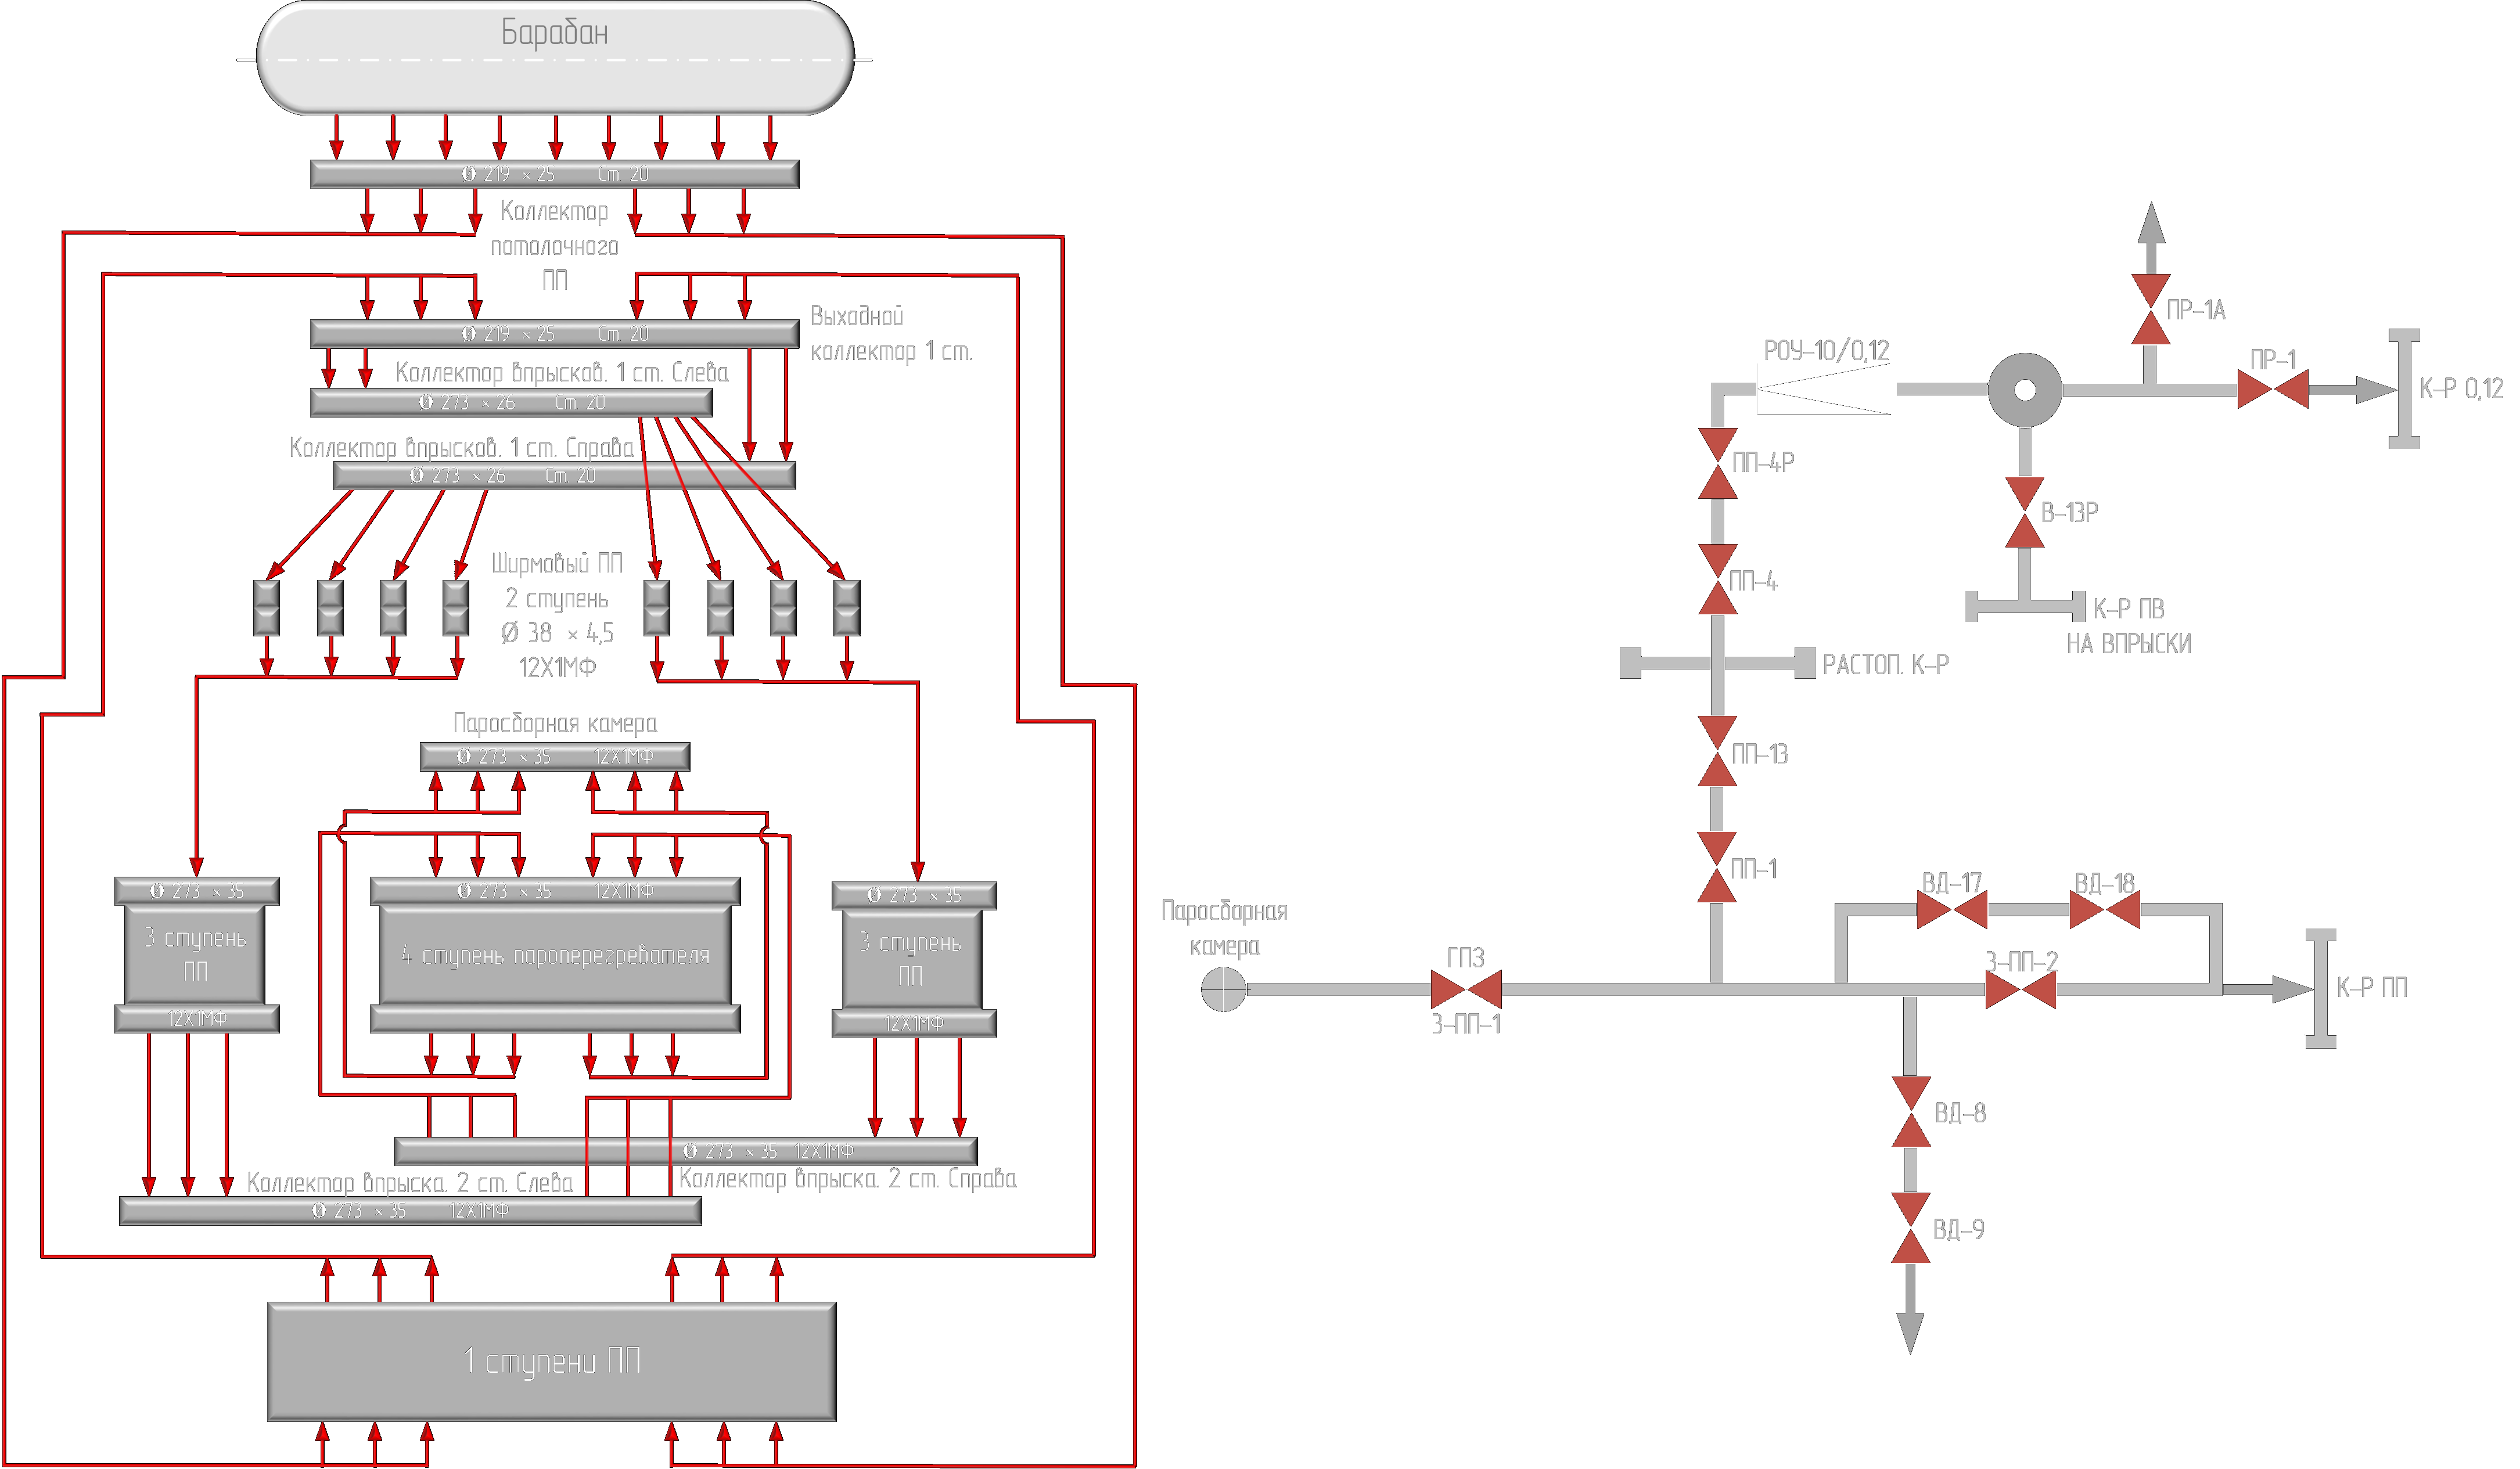 Барабан
Ø 219 × 25 Ст 20
Коллектор
потолочного
ПП
Выходной
коллектор 1 ст.
Ø 219 × 25 Ст 20
Коллектор впрысков. 1 ст. Слева
Ø 273 × 26 Ст 20
Коллектор впрысков. 1 ст. Справа
Ø 273 × 26 Ст 20
Ширмовый ПП
2 ступень
Ø 38 × 4,5
12Х1МФ
Паросборная камера
Ø 273 × 35 12Х1МФ
Ø 273 × 35
3 ступень
ПП
12Х1МФ
Ø 273 × 35 12Х1МФ
4 ступень пароперегревателя
Ø 273 × 35
3 ступень
ПП
12Х1МФ
Ø 273 × 35 12Х1МФ
Коллектор впрыска. 2 ст. Справа
Коллектор впрыска. 2 ст. Слева
Ø 273 × 35 12Х1МФ
1 ступени ПП
ПР-1А
РОУ-10/0,12
ПР-1
К-Р 0,12
ПП-4Р
В-13Р
ПП-4
К-Р ПВ
НА ВПРЫСКИ
РАСТОП. К-Р
ПП-13
ПП-1
ВД-17
ВД-18
Паросборная
камера
ГПЗ
З-ПП-1
З-ПП-2
К-Р ПП
ВД-8
ВД-9